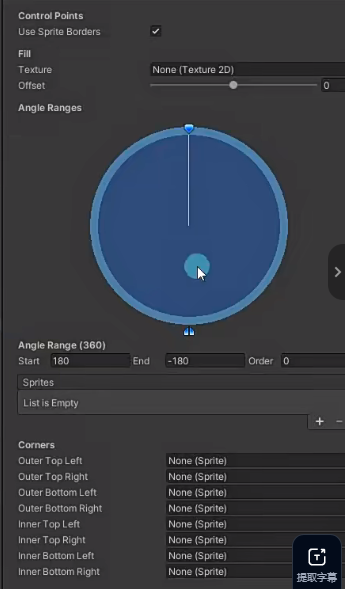 Control Points
Use Sprite Borders
Fill
Texture None (Texture 2D)
Offset 0
Angle Ranges
Angle Range (360)
Start 180 End -180 Order 0
Sprites
List is Empty
+ −
Corners
Outer Top Left None (Sprite)
Outer Top Right None (Sprite)
Outer Bottom Left None (Sprite)
Outer Bottom Right None (Sprite)
Inner Top Left None (Sprite)
Inner Top Right None (Sprite)
Inner Bottom Left None (Sprite)
Inner Bottom Right None (Sprite)
T
提取字幕